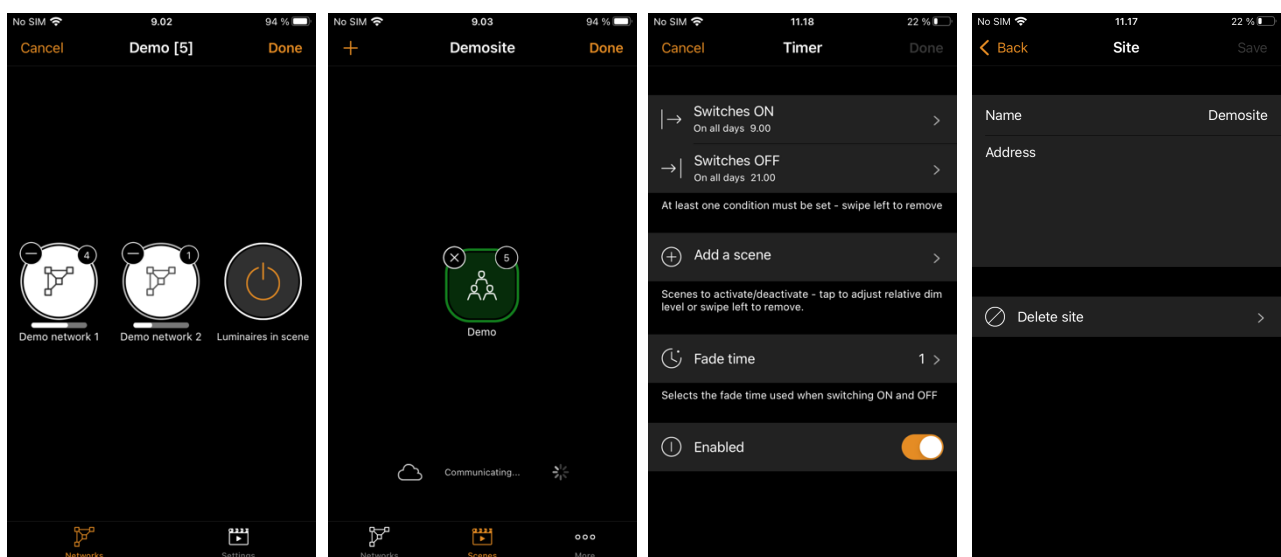 No SIM 9.02 94 %
Cancel Demo [5] Done
4
1
Demo network 1 Demo network 2 Luminaires in scene
Networks Settings
No SIM 9.03 94 %
+ Demosite Done
5
Demo
Communicating...
Networks Scenes More
No SIM 11.18 22 %
Cancel Timer Done
Switches ON
On all days 9.00
Switches OFF
On all days 21.00
At least one condition must be set - swipe left to remove
Add a scene
Scenes to activate/deactivate - tap to adjust relative dim
level or swipe left to remove.
Fade time 1
Selects the fade time used when switching ON and OFF
Enabled
No SIM 11.17 22 %
Back Site Save
Name Demosite
Address
Delete site